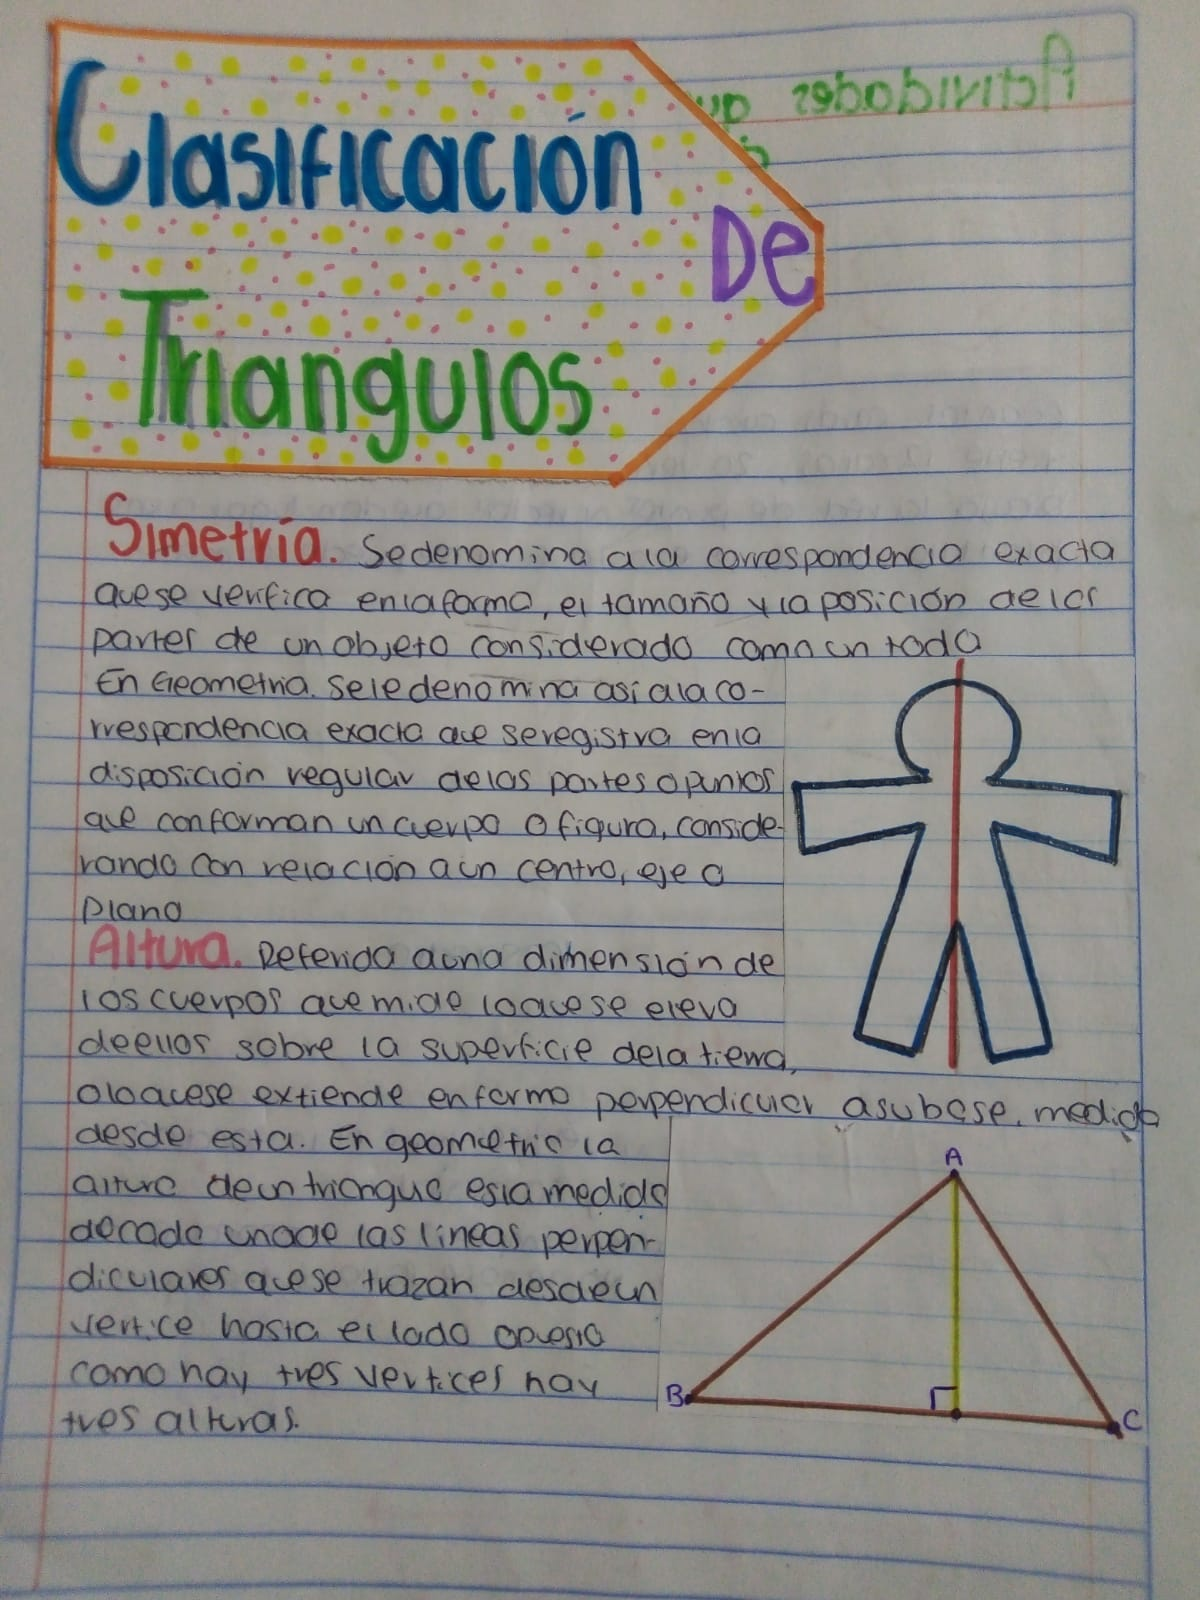 Clasificación
De
Triangulos
Actividades
Simetría. Se denomina a la correspondencia exacta
que se verifica en la forma, el tamaño y la posición de las
partes de un objeto considerado como un todo
En Geometria. Se le denomina así a la co-
rrespondencia exacta que se registra en la
disposición regular de las partes o puntos
que conforman un cuerpo o figura, conside-
rando con relación a un centro, eje o
plano
Altura. Referida a una dimensión de
los cuerpos que mide lo que se eleva
de ellos sobre la superficie de la tierra,
o lo que se extiende en forma perpendicular a su base, medida
desde esta. En geometria la
altura de un triangulo es la medida
de cada una de las líneas perpen-
diculares que se trazan desde un
vertice hasta el lado opuesto
como hay tres vertices hay
tres alturas.
A
B
C